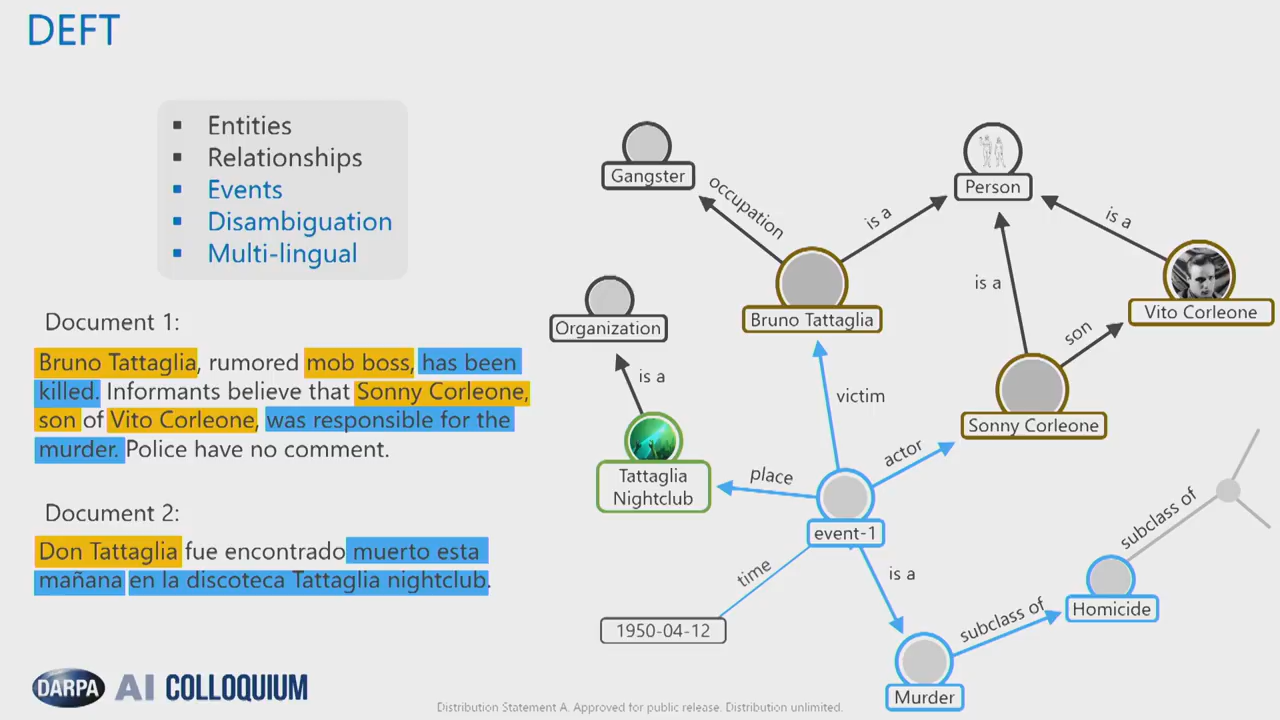 DEFT
▪ Entities
▪ Relationships
▪ Events
▪ Disambiguation
▪ Multi-lingual
Document 1:
Bruno Tattaglia, rumored mob boss, has been
killed. Informants believe that Sonny Corleone,
son of Vito Corleone, was responsible for the
murder. Police have no comment.
Document 2:
Don Tattaglia fue encontrado muerto esta
mañana en la discoteca Tattaglia nightclub.
Gangster
occupation
is a
Person
is a
Organization
Bruno Tattaglia
is a
Vito Corleone
son
is a
victim
Sonny Corleone
Tattaglia
Nightclub
place
actor
event-1
subclass of
time
is a
Homicide
1950-04-12
subclass of
Murder
DARPA AI COLLOQUIUM
Distribution Statement A. Approved for public release. Distribution unlimited.